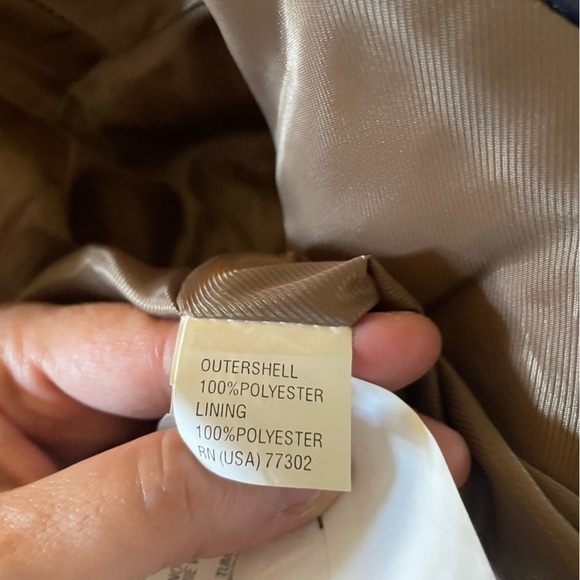 OUTERSHELL
100%POLYESTER
LINING
100%POLYESTER
RN (USA) 77302